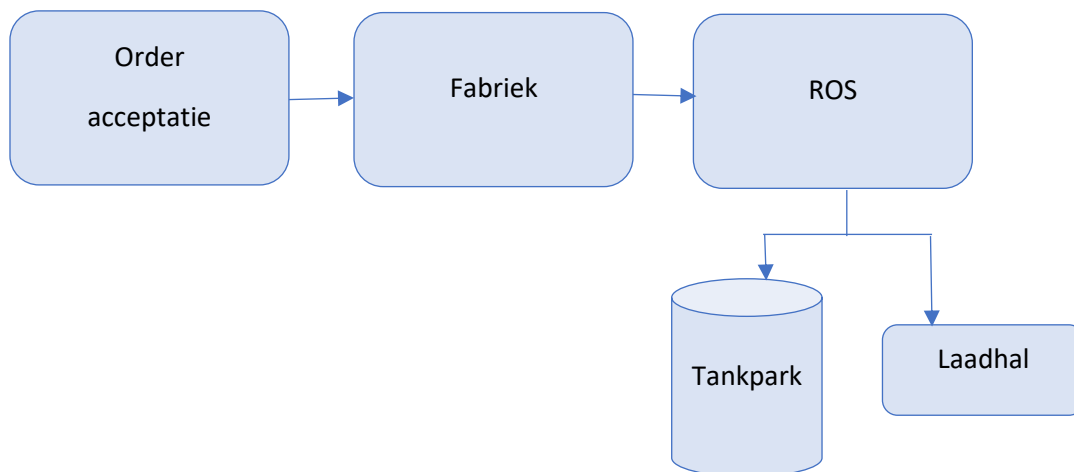 Order
acceptatie
Fabriek
ROS
Tankpark
Laadhal